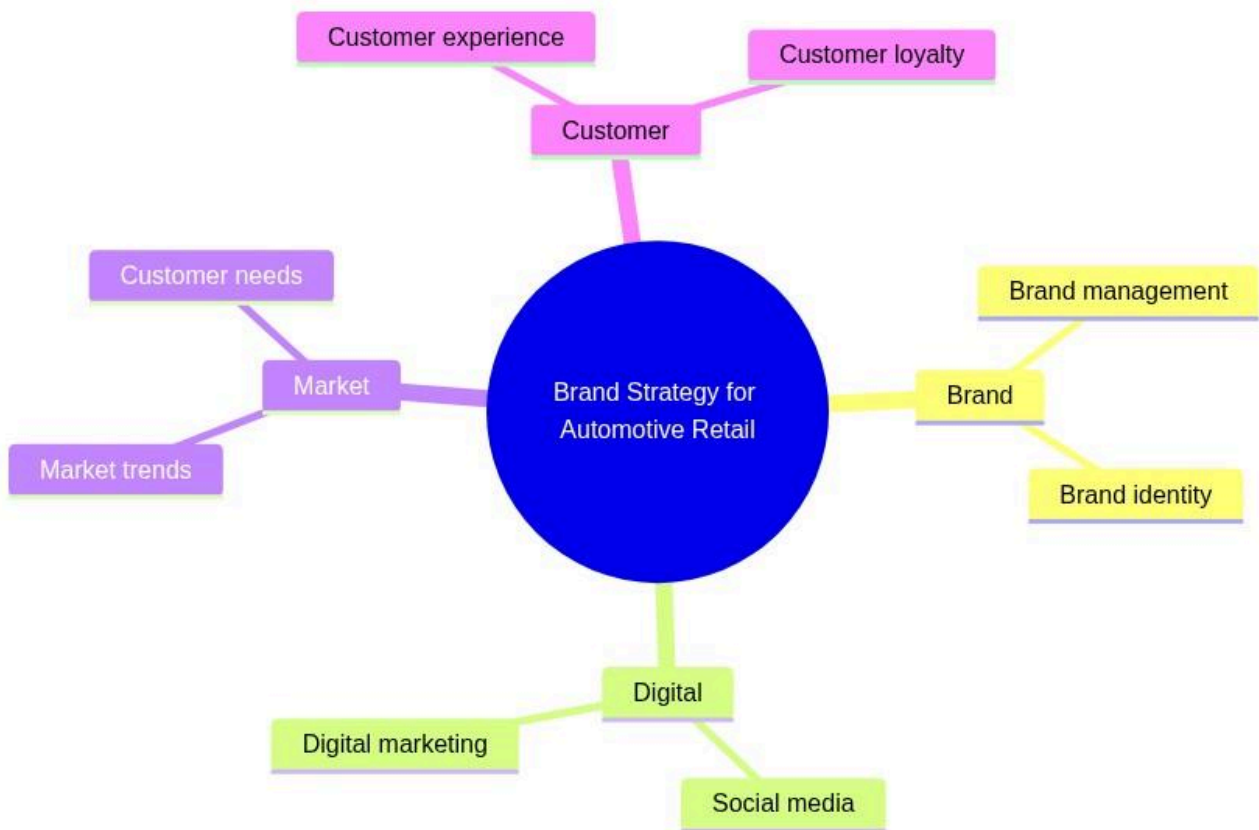 Customer experience
Customer loyalty
Customer
Customer needs
Market
Market trends
Brand Strategy for
Automotive Retail
Brand management
Brand
Brand identity
Digital
Digital marketing
Social media